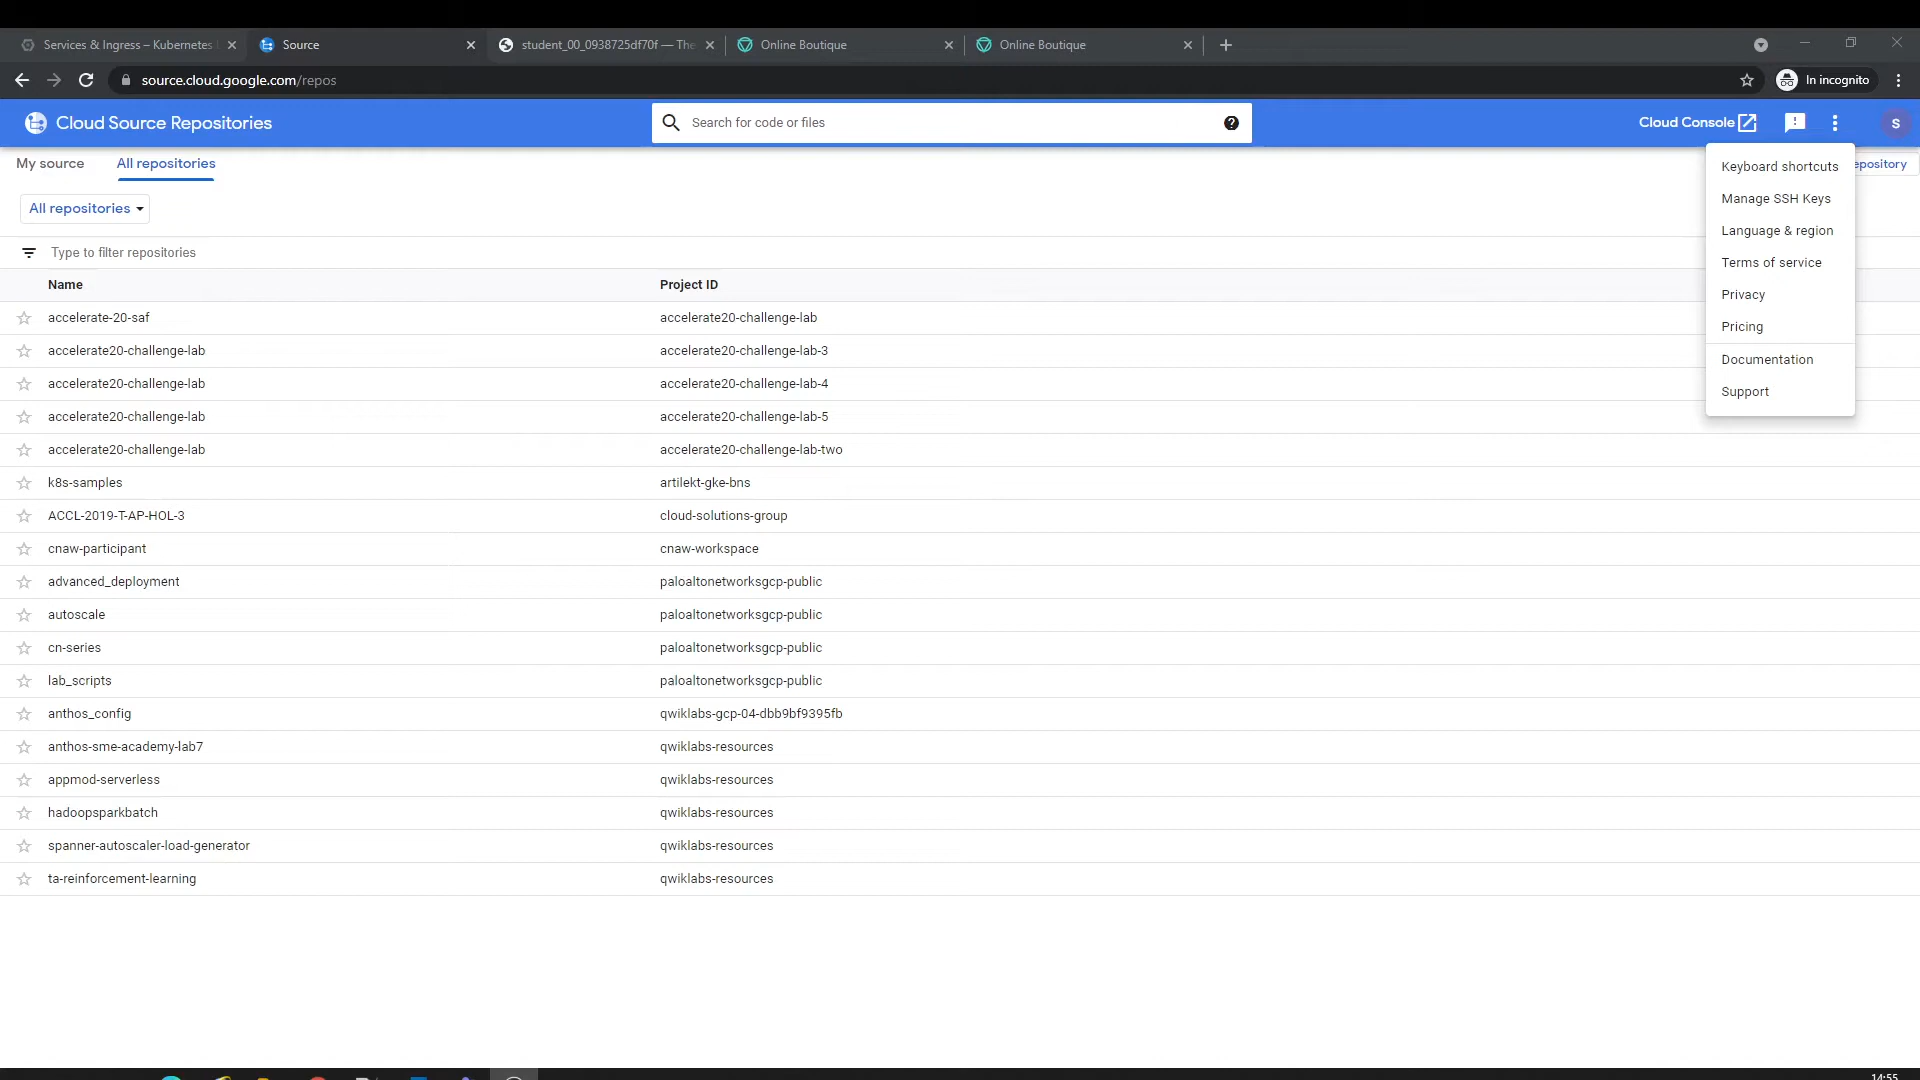 Services & Ingress – Kubernetes
Source
student_00_0938725df70f — The
Online Boutique
Online Boutique
source.cloud.google.com/repos
In incognito
Cloud Source Repositories
Search for code or files
Cloud Console
S
My source
All repositories
epository
All repositories
Type to filter repositories
Name Project ID
accelerate-20-saf accelerate20-challenge-lab
accelerate20-challenge-lab accelerate20-challenge-lab-3
accelerate20-challenge-lab accelerate20-challenge-lab-4
accelerate20-challenge-lab accelerate20-challenge-lab-5
accelerate20-challenge-lab accelerate20-challenge-lab-two
k8s-samples artilekt-gke-bns
ACCL-2019-T-AP-HOL-3 cloud-solutions-group
cnaw-participant cnaw-workspace
advanced_deployment paloaltonetworksgcp-public
autoscale paloaltonetworksgcp-public
cn-series paloaltonetworksgcp-public
lab_scripts paloaltonetworksgcp-public
anthos_config qwiklabs-gcp-04-dbb9bf9395fb
anthos-sme-academy-lab7 qwiklabs-resources
appmod-serverless qwiklabs-resources
hadoopsparkbatch qwiklabs-resources
spanner-autoscaler-load-generator qwiklabs-resources
ta-reinforcement-learning qwiklabs-resources
Keyboard shortcuts
Manage SSH Keys
Language & region
Terms of service
Privacy
Pricing
Documentation
Support
14:55